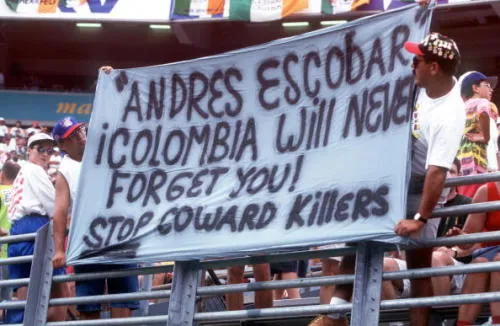 "ANDRES ESCOBAR"
¡COLOMBIA Will NEVER
FORGET YOU!
STOP COWARD KillERS